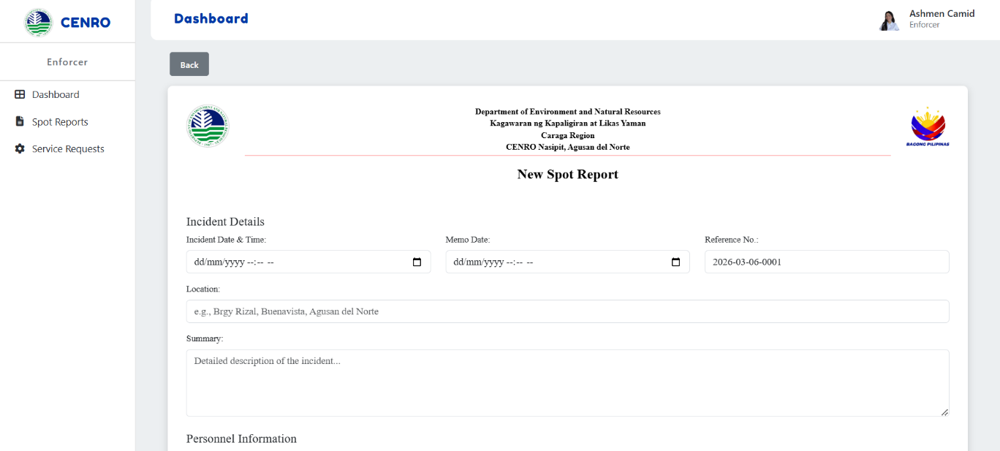 CENRO
Dashboard
Ashmen Camid
Enforcer
Enforcer
Back
Dashboard
Spot Reports
Service Requests
Department of Environment and Natural Resources
Kagawaran ng Kapaligiran at Likas Yaman
Caraga Region
CENRO Nasipit, Agusan del Norte
BAGONG PILIPINAS
New Spot Report
Incident Details
Incident Date & Time: Memo Date: Reference No.:
dd/mm/yyyy --:-- -- dd/mm/yyyy --:-- -- 2026-03-06-0001
Location:
e.g., Brgy Rizal, Buenavista, Agusan del Norte
Summary:
Detailed description of the incident...
Personnel Information